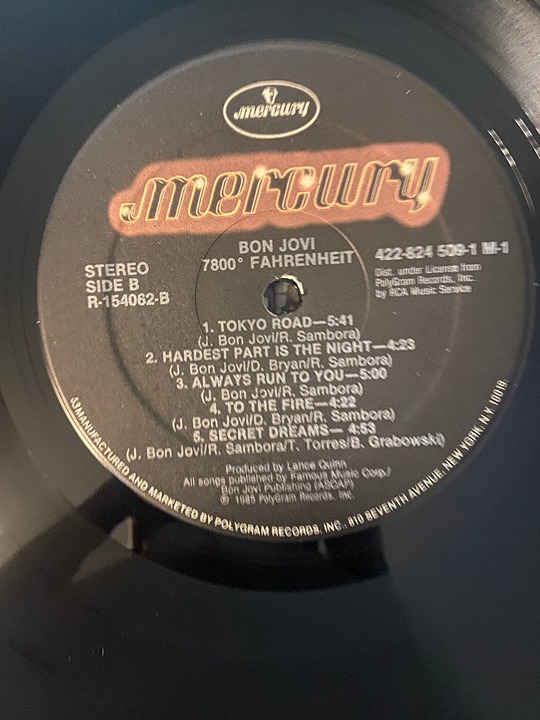 mercury
mercury
BON JOVI
7800° FAHRENHEIT
STEREO
SIDE B
R-154062-B
422-824 509-1 M-1
Dist. under License from
PolyGram Records, Inc.
by RCA Music Service
1. TOKYO ROAD—5:41
(J. Bon Jovi/R. Sambora)
2. HARDEST PART IS THE NIGHT—4:23
(J. Bon Jovi/D. Bryan/R. Sambora)
3. ALWAYS RUN TO YOU—5:00
(J. Bon Jovi/R. Sambora)
4. TO THE FIRE—4:22
(J. Bon Jovi/D. Bryan/R. Sambora)
5. SECRET DREAMS— 4:53
(J. Bon Jovi/R. Sambora/T. Torres/B. Grabowski)
Produced by Lance Quinn
All songs published by Famous Music Corp./
Bon Jovi Publishing (ASCAP)
℗ 1985 PolyGram Records, Inc.
53 MANUFACTURED AND MARKETED BY POLYGRAM RECORDS, INC., 810 SEVENTH AVENUE, NEW YORK, N.Y. 10019.